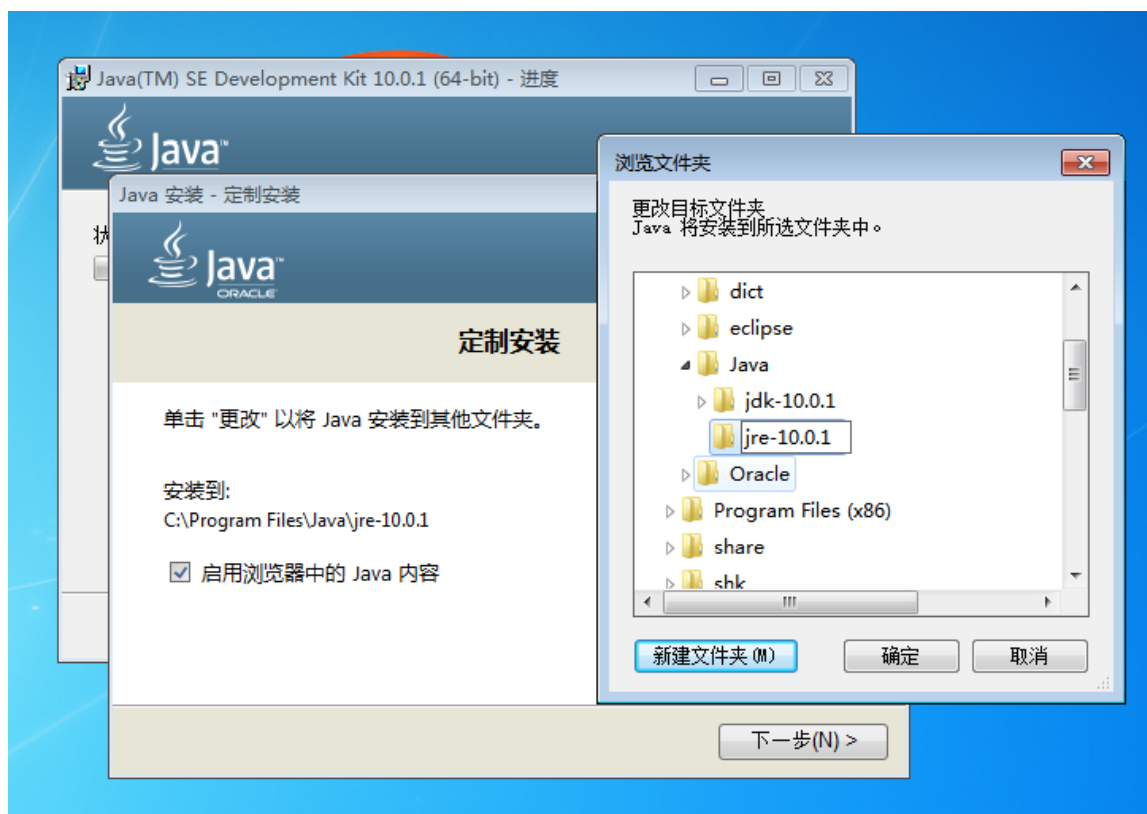 Java(TM) SE Development Kit 10.0.1 (64-bit) - 进度
Java™
状
Java 安装 - 定制安装
Java™
ORACLE
定制安装
单击 "更改" 以将 Java 安装到其他文件夹。
安装到:
C:\Program Files\Java\jre-10.0.1
启用浏览器中的 Java 内容
下一步(N) >
浏览文件夹
更改目标文件夹
Java 将安装到所选文件夹中。
dict
eclipse
Java
jdk-10.0.1
jre-10.0.1
Oracle
Program Files (x86)
share
shk
新建文件夹(M)
确定
取消